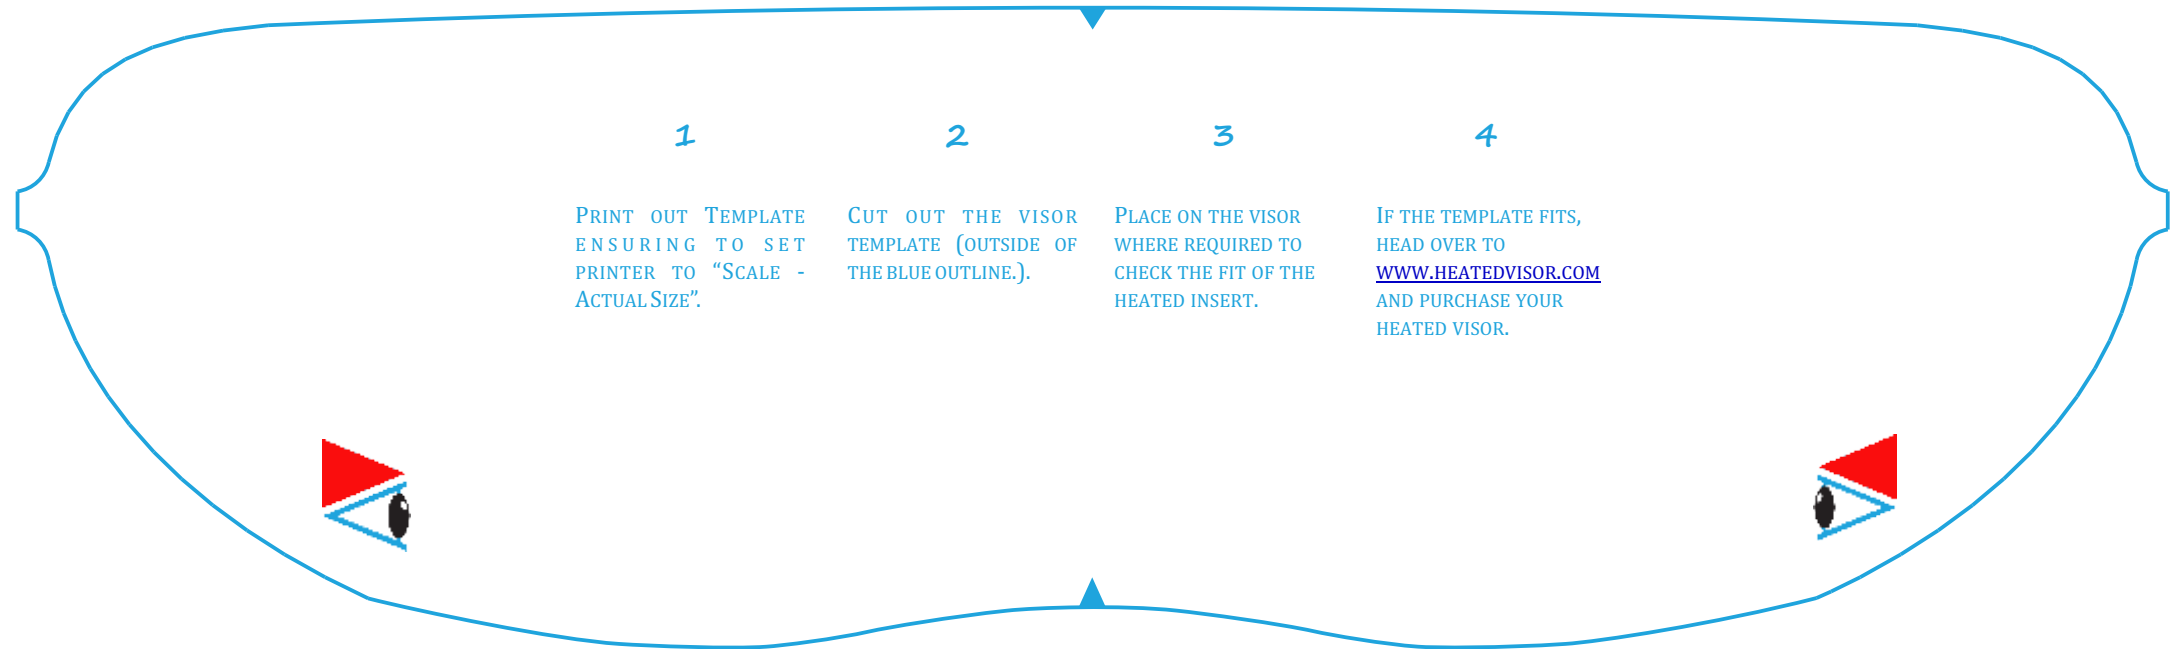 1
Print out Template
ensuring to set
printer to “Scale -
Actual Size”.
2
Cut out the visor
template (outside of
the blue outline.).
3
Place on the visor
where required to
check the fit of the
heated insert.
4
If the template fits,
head over to
www.heatedvisor.com
and purchase your
heated visor.